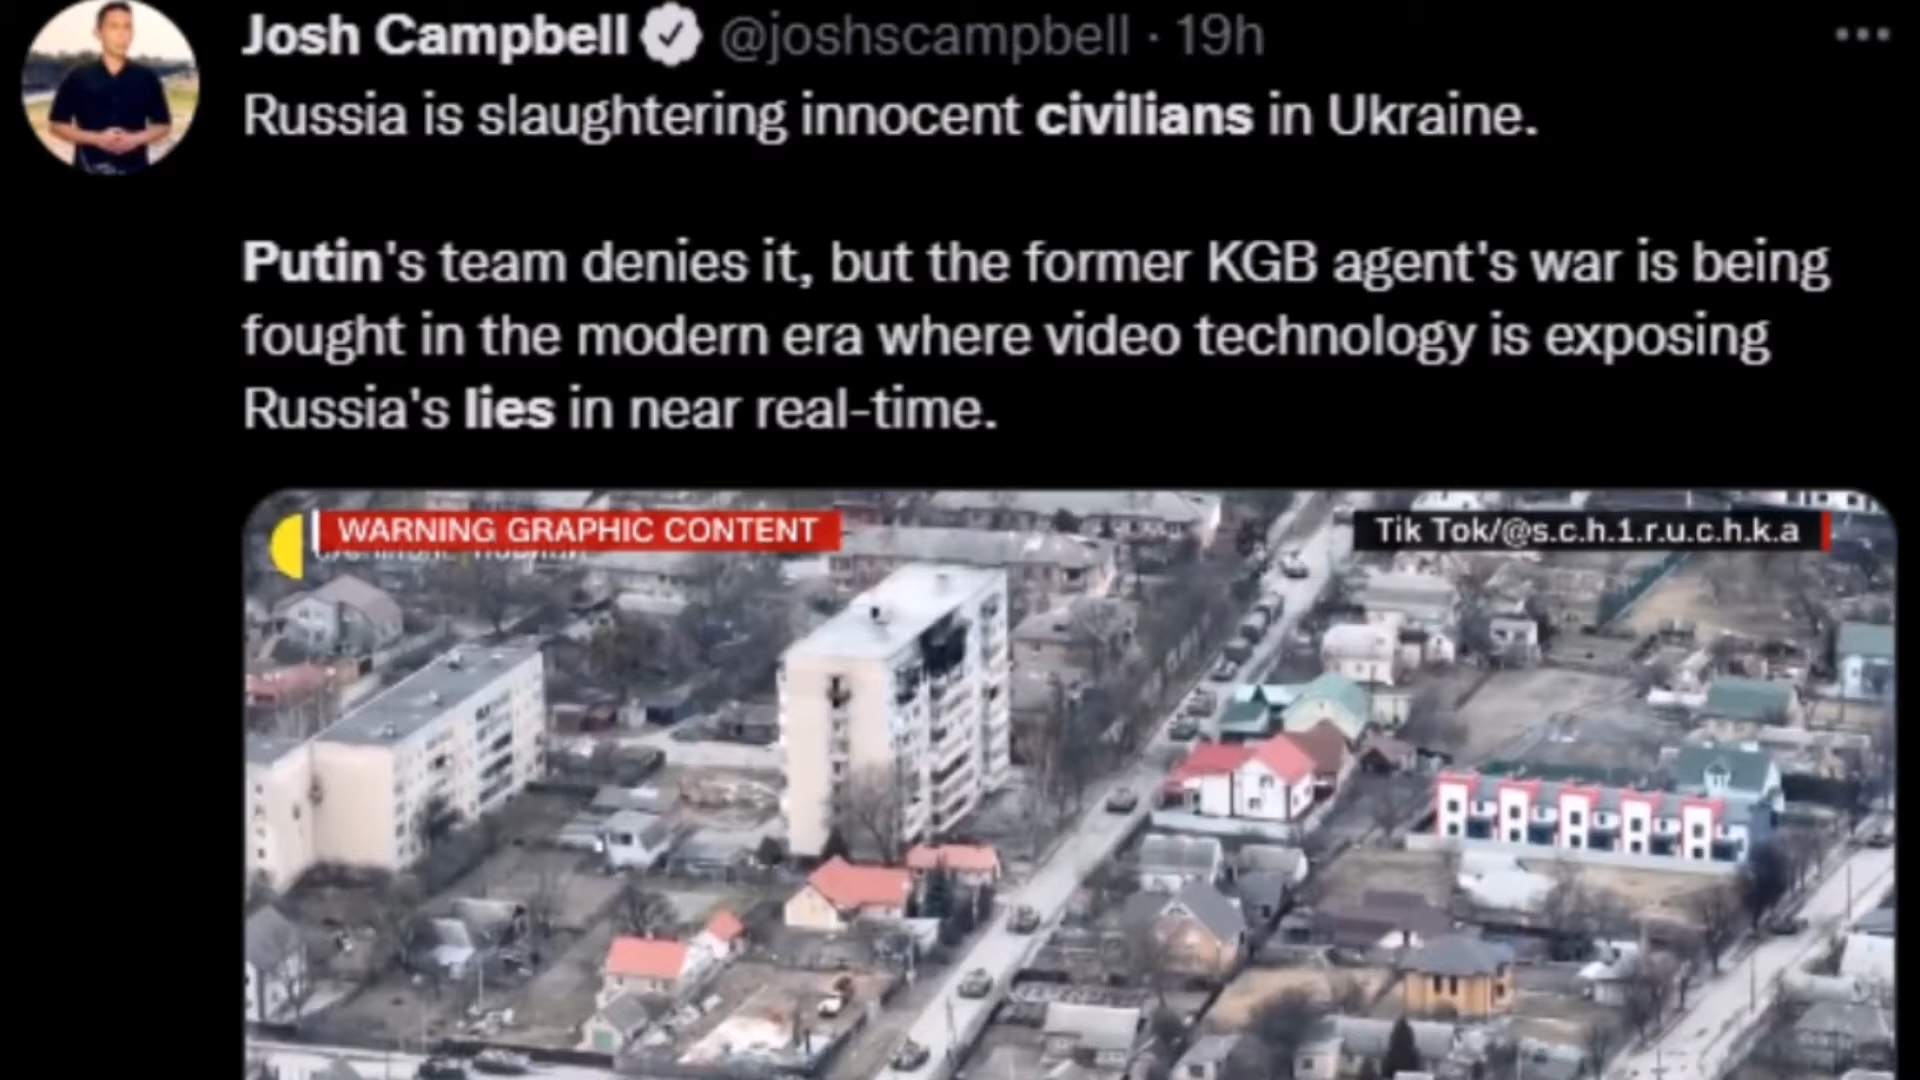 Josh Campbell @joshscampbell · 19h
Russia is slaughtering innocent civilians in Ukraine.
Putin's team denies it, but the former KGB agent's war is being
fought in the modern era where video technology is exposing
Russia's lies in near real-time.
WARNING GRAPHIC CONTENT
Tik Tok/@s.c.h.1.r.u.c.h.k.a